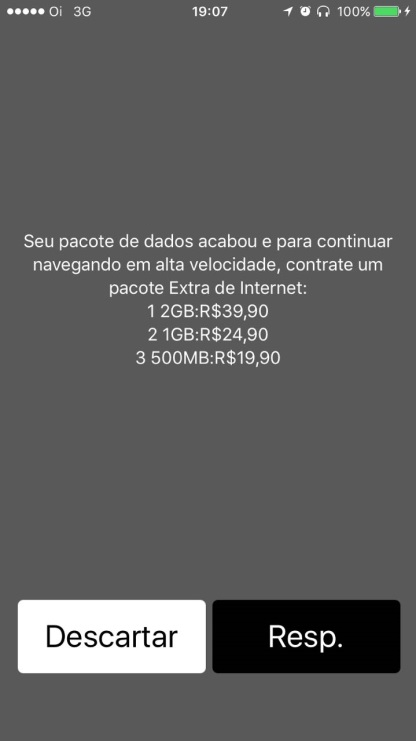 Oi 3G 19:07 100%
Seu pacote de dados acabou e para continuar
navegando em alta velocidade, contrate um
pacote Extra de Internet:
1 2GB:R$39,90
2 1GB:R$24,90
3 500MB:R$19,90
Descartar Resp.